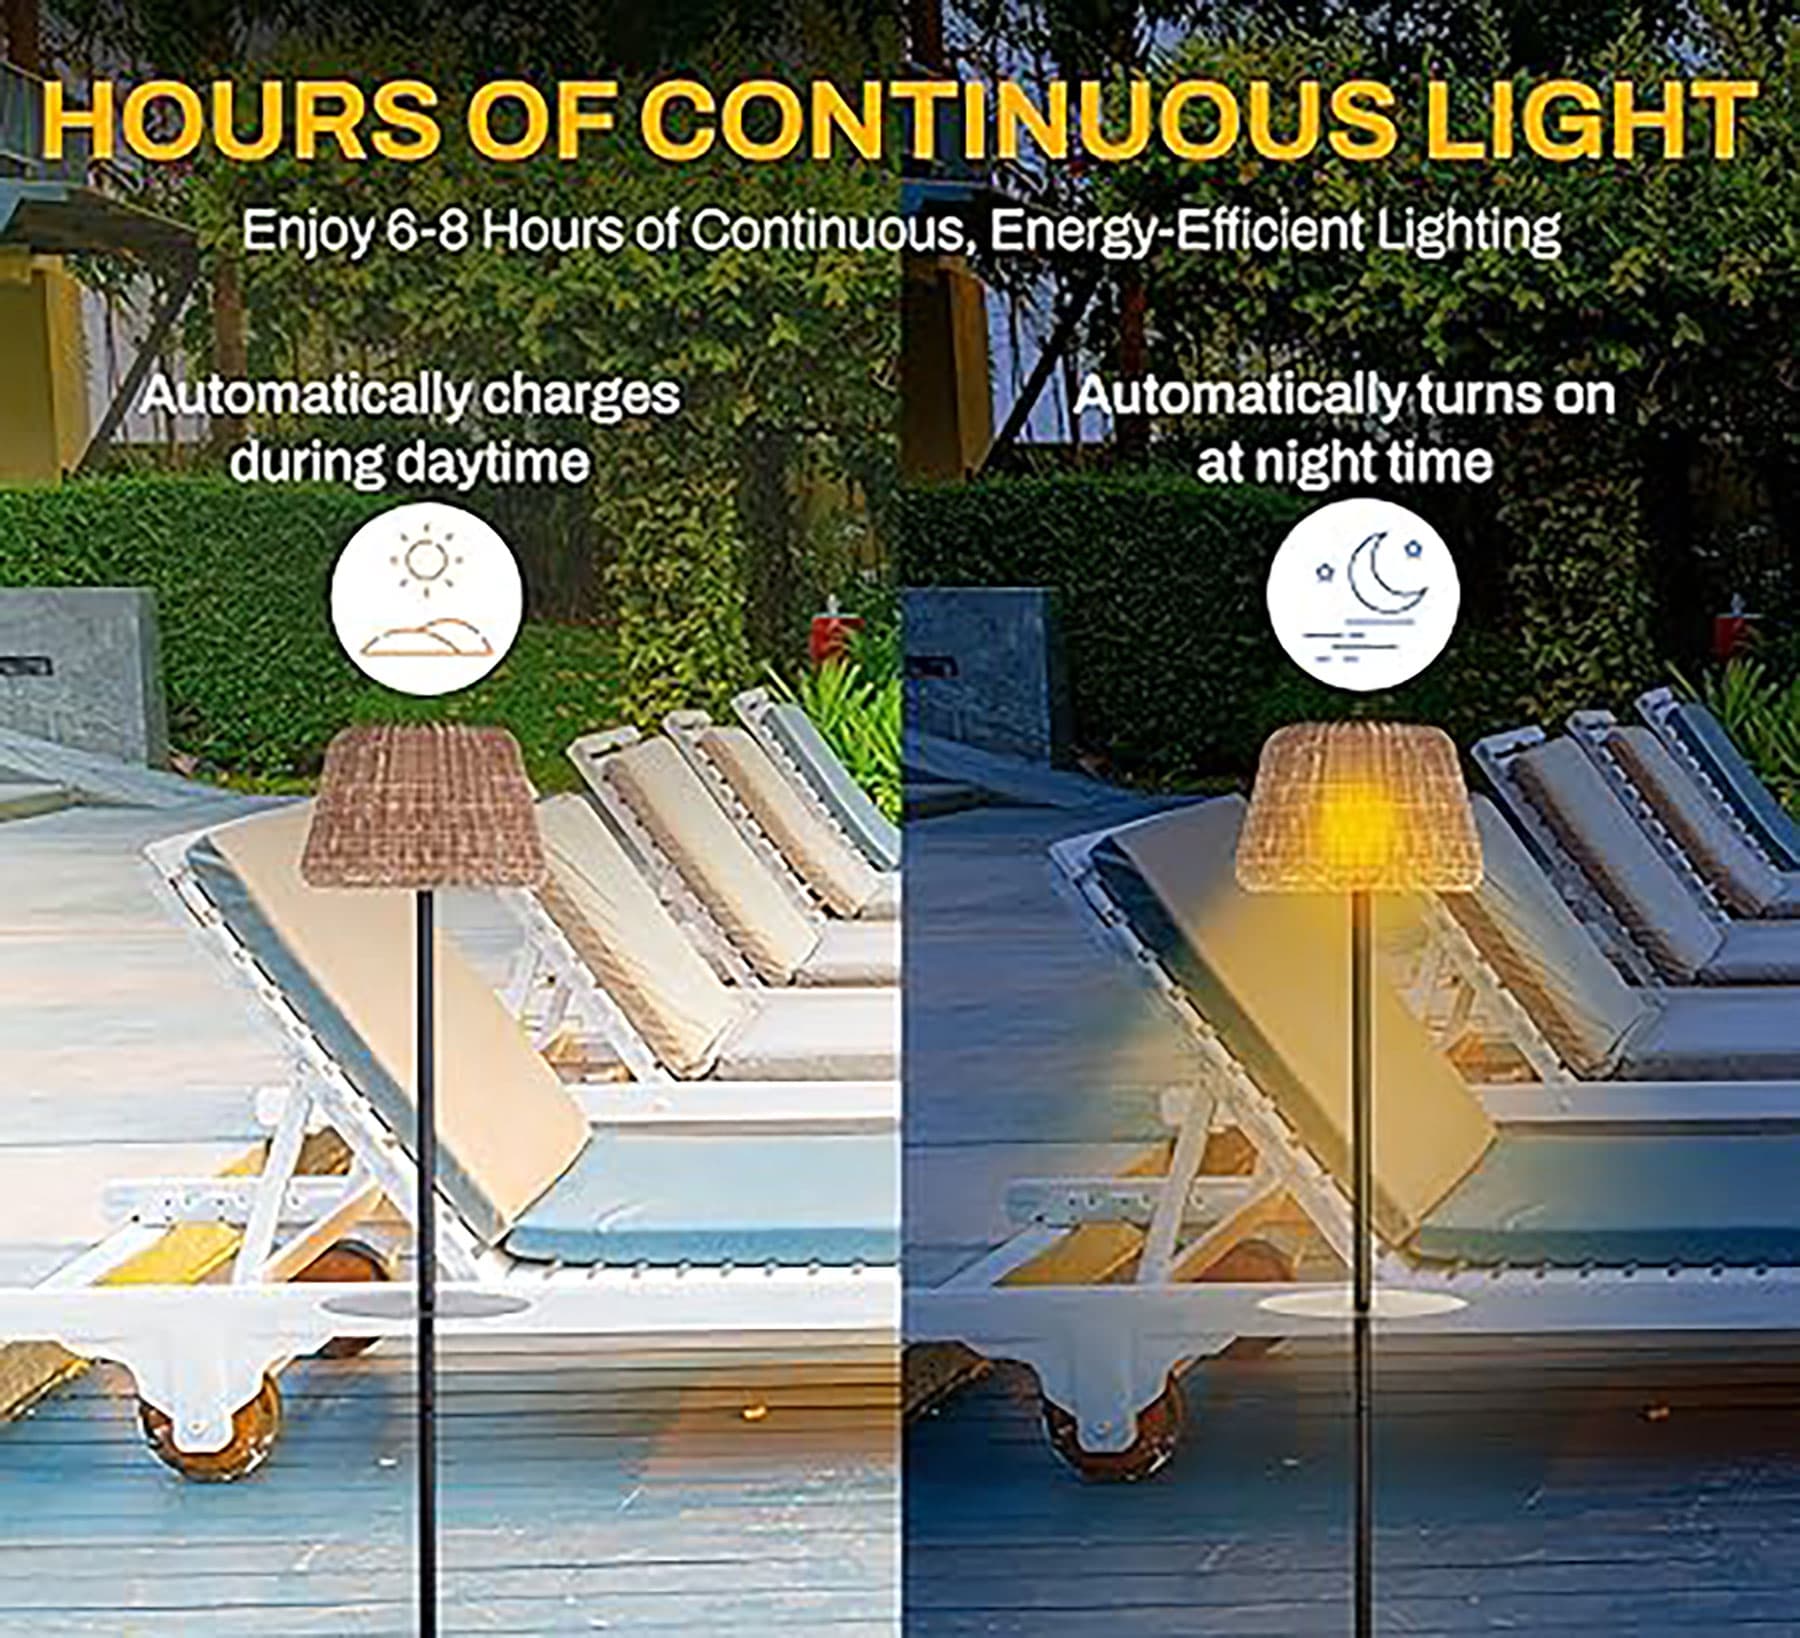 HOURS OF CONTINUOUS LIGHT
Enjoy 6-8 Hours of Continuous, Energy-Efficient Lighting
Automatically charges
during daytime
Automatically turns on
at night time